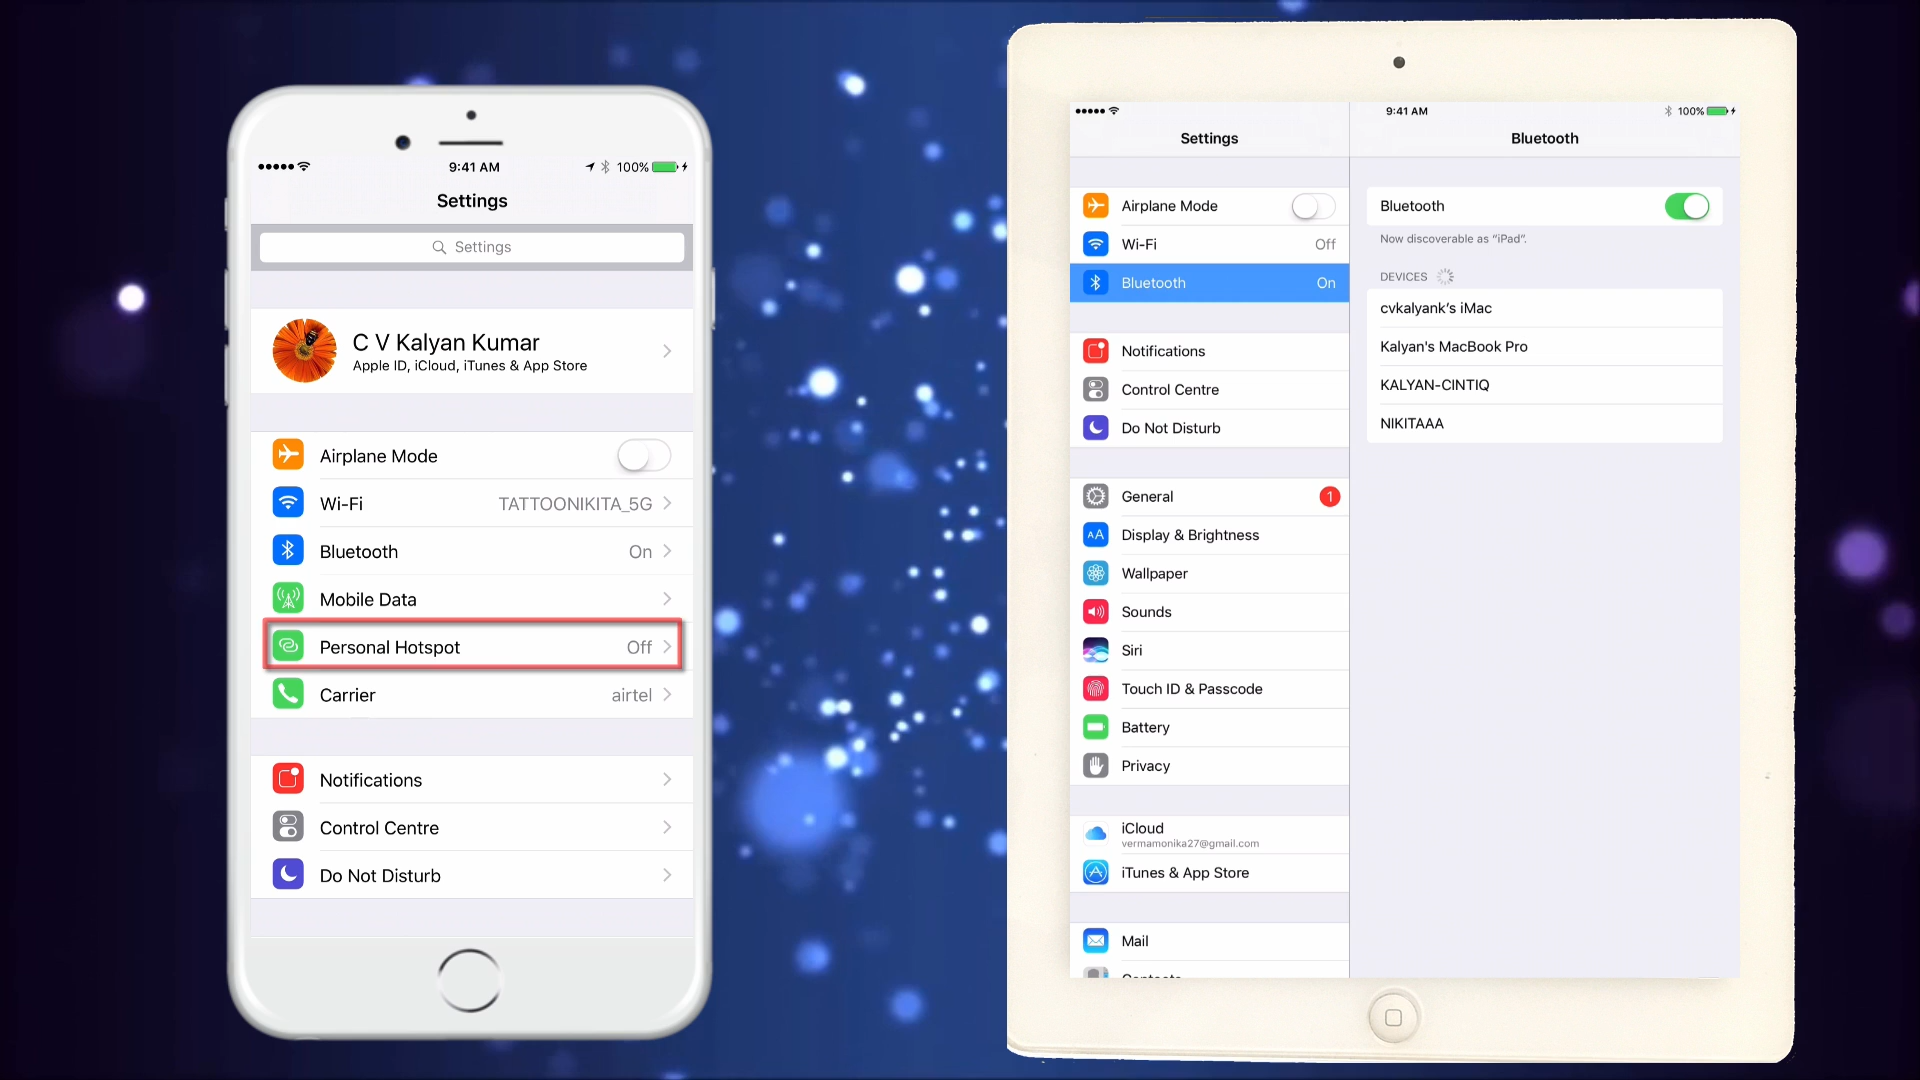 9:41 AM
100%
Settings
Settings
C V Kalyan Kumar
Apple ID, iCloud, iTunes & App Store
Airplane Mode
Wi-Fi TATTOONIKITA_5G
Bluetooth On
Mobile Data
Personal Hotspot Off
Carrier airtel
Notifications
Control Centre
Do Not Disturb
9:41 AM
100%
Settings
Airplane Mode
Wi-Fi Off
Bluetooth On
Notifications
Control Centre
Do Not Disturb
General 1
AA Display & Brightness
Wallpaper
Sounds
Siri
Touch ID & Passcode
Battery
Privacy
iCloud
vermamonika27@gmail.com
iTunes & App Store
Mail
Bluetooth
Bluetooth
Now discoverable as “iPad”.
DEVICES
cvkalyank’s iMac
Kalyan's MacBook Pro
KALYAN-CINTIQ
NIKITAAA